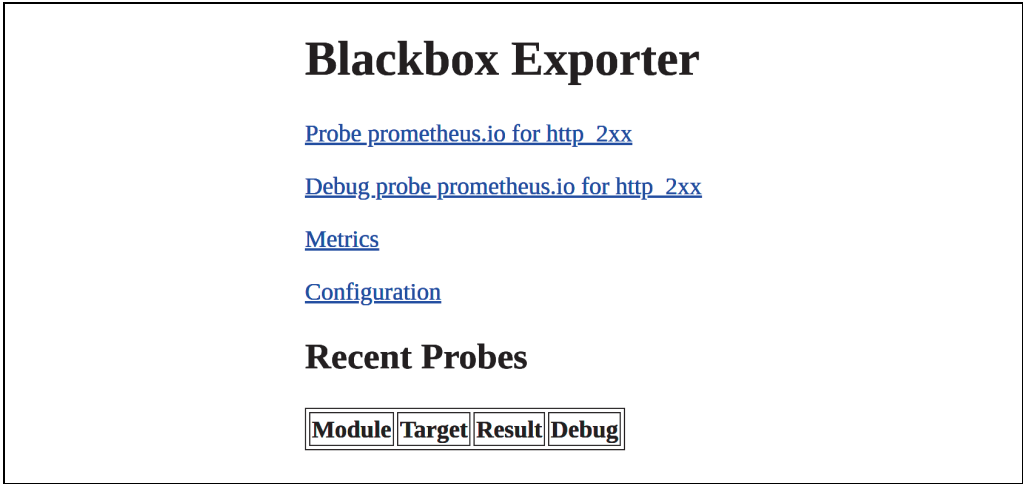 Blackbox Exporter
Probe prometheus.io for http_2xx
Debug probe prometheus.io for http_2xx
Metrics
Configuration
Recent Probes
Module Target Result Debug